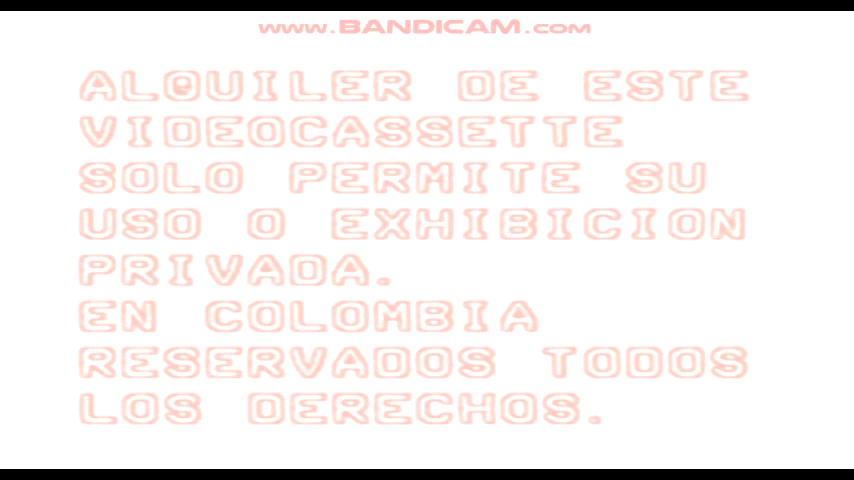 www.BANDICAM.com
ALQUILER DE ESTE
VIDEOCASSETTE
SOLO PERMITE SU
USO O EXHIBICION
PRIVADA.
EN COLOMBIA
RESERVADOS TODOS
LOS DERECHOS.